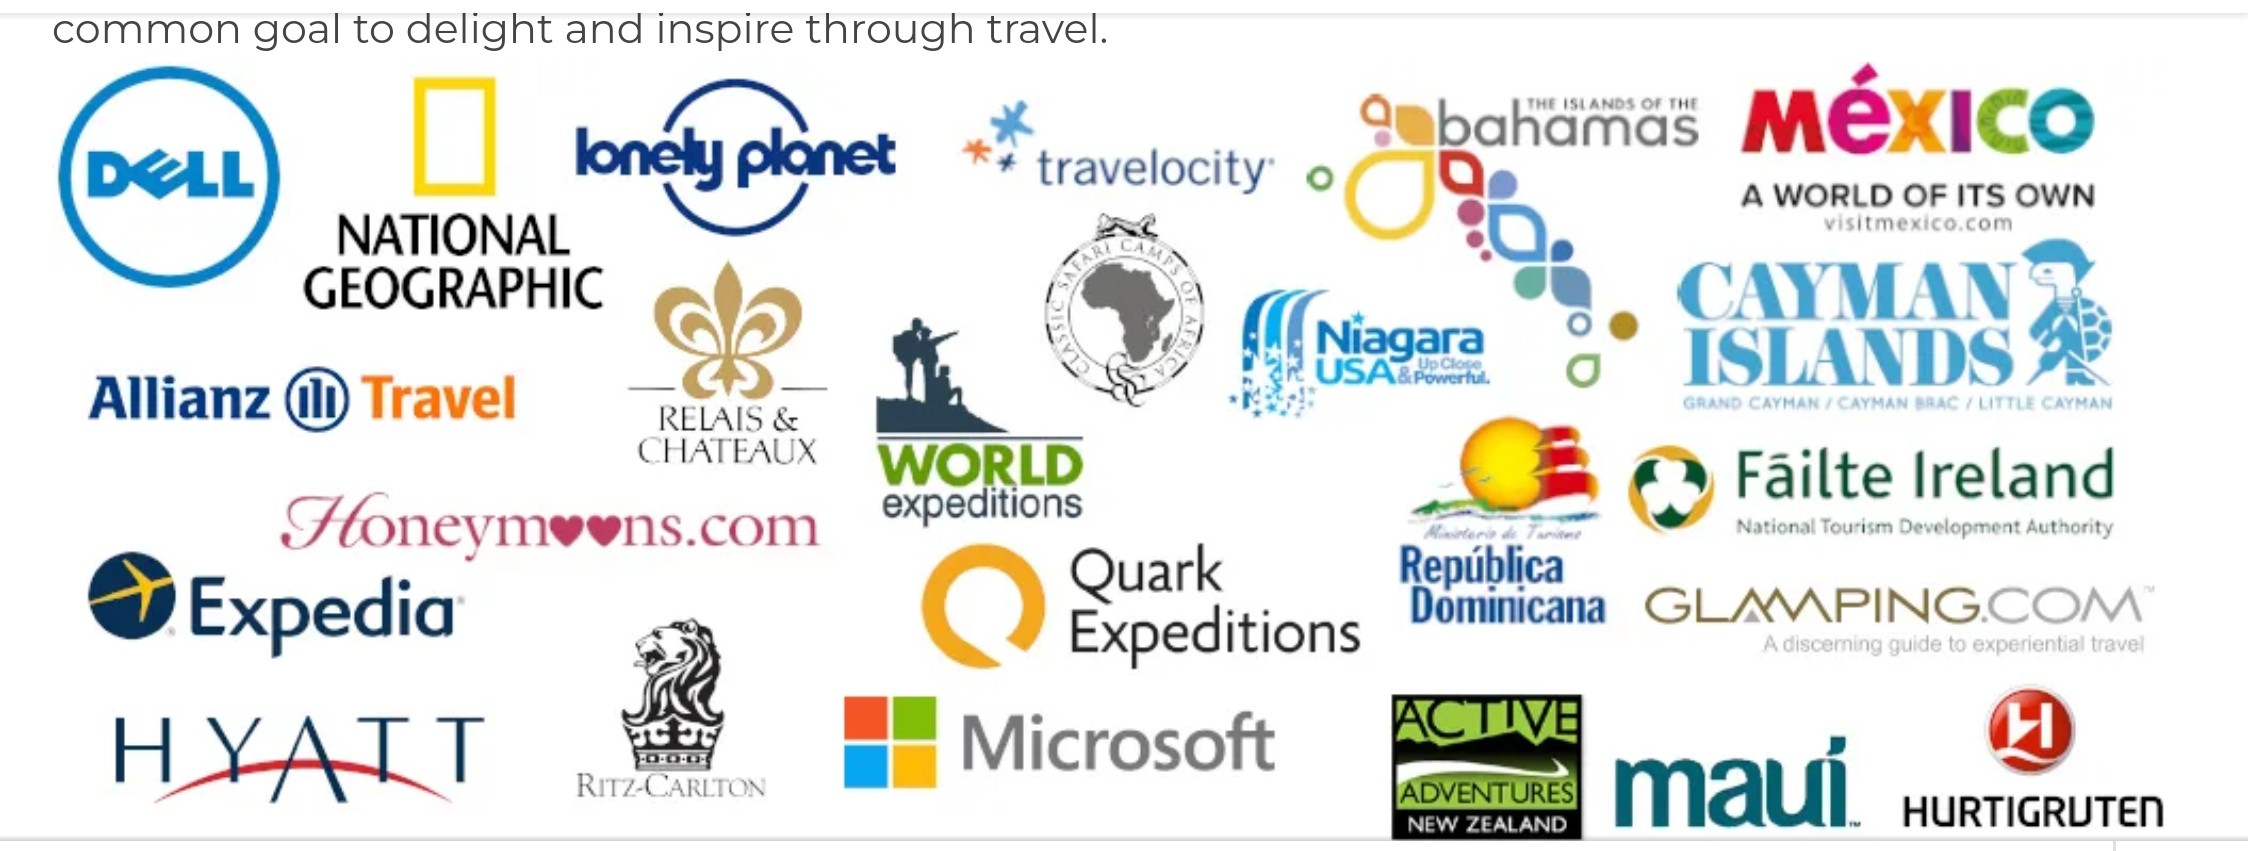 common goal to delight and inspire through travel.
DELL
NATIONAL
GEOGRAPHIC
lonely planet
travelocity
THE ISLANDS OF THE
bahamas
México
A WORLD OF ITS OWN
visitmexico.com
CLASSIC SAFARI CAMPS OF AFRICA
Niagara
USA Up Close
& Powerful.
CAYMAN
ISLANDS
GRAND CAYMAN / CAYMAN BRAC / LITTLE CAYMAN
Allianz Travel
RELAIS &
CHATEAUX
WORLD
expeditions
Ministerio de Turismo
República
Dominicana
Fáilte Ireland
National Tourism Development Authority
Honeymoons.com
Expedia
Quark
Expeditions
GLAMPING.COM™
A discerning guide to experiential travel
HYATT
RITZ-CARLTON
Microsoft
ACTIVE
ADVENTURES
NEW ZEALAND
mauí™
H
HURTIGRUTEN